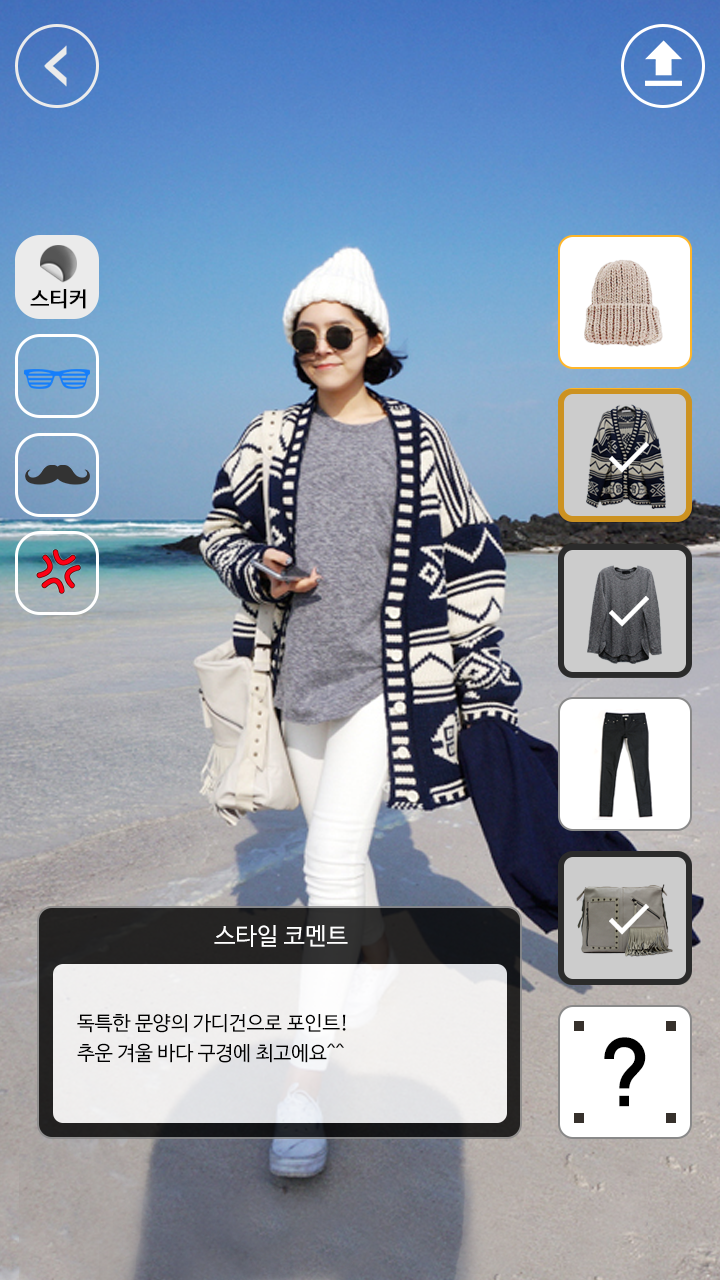 스티커
스타일 코멘트
독특한 문양의 가디건으로 포인트!
추운 겨울 바다 구경에 최고에요^^
?